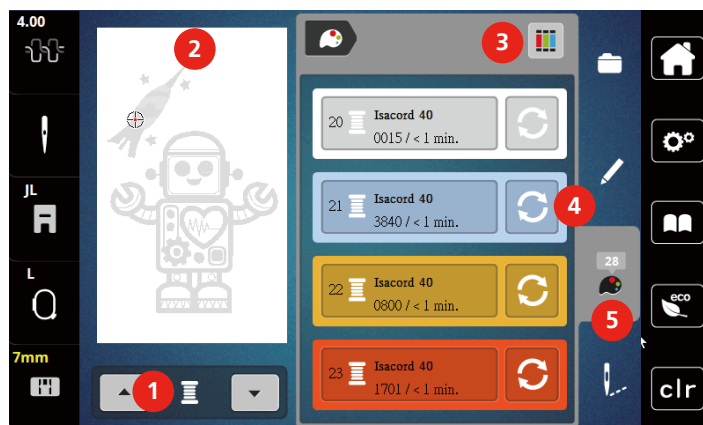 4.00
JL
L
7mm
1
2
3
20
Isacord 40
0015 / < 1 min.
21
Isacord 40
3840 / < 1 min.
4
22
Isacord 40
0800 / < 1 min.
23
Isacord 40
1701 / < 1 min.
28
5
eco
clr